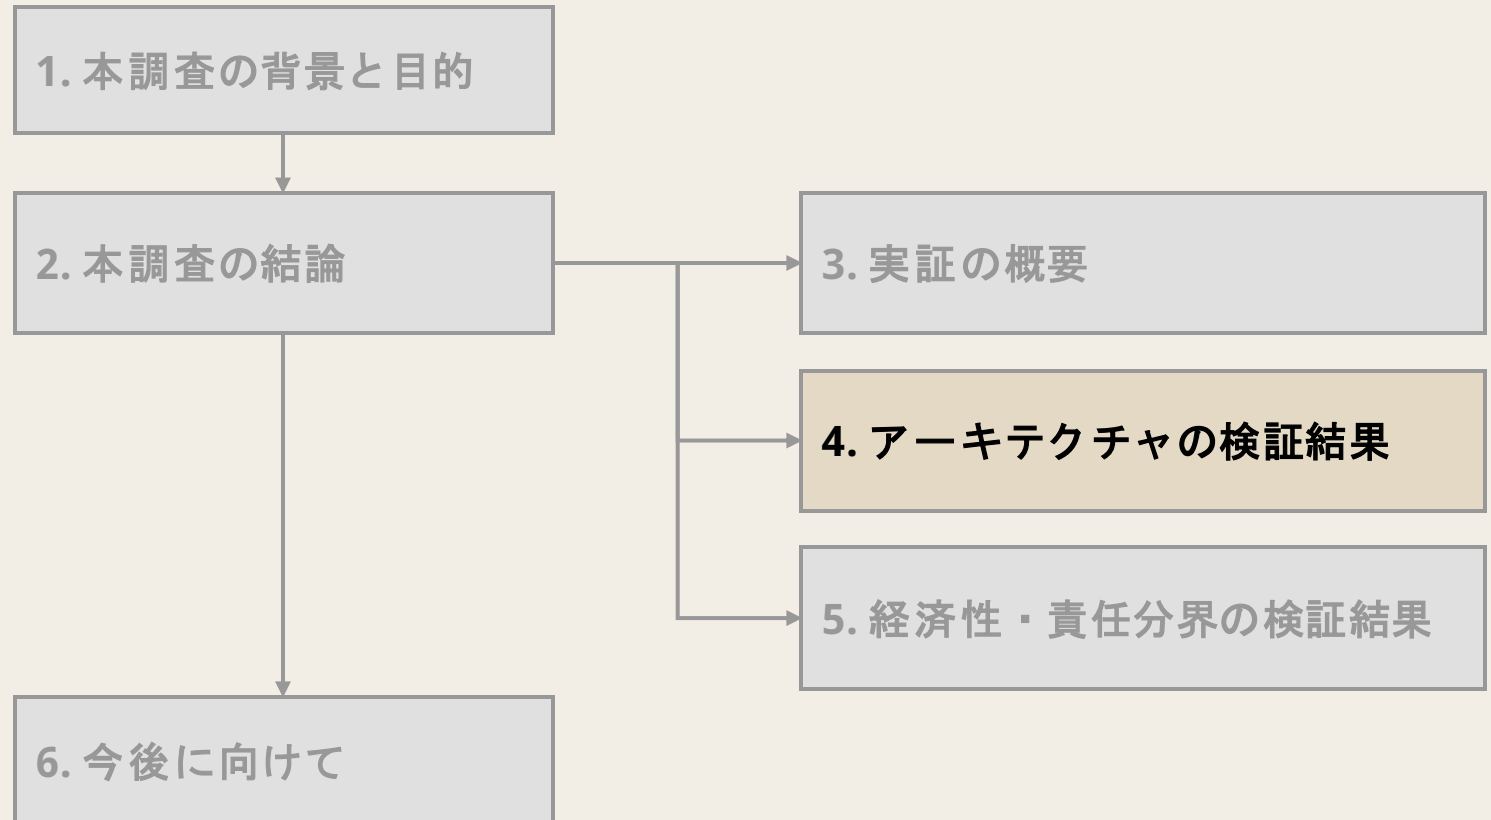 1. 本調査の背景と目的
2. 本調査の結論
3. 実証の概要
4. アーキテクチャの検証結果
5. 経済性・責任分界の検証結果
6. 今後に向けて